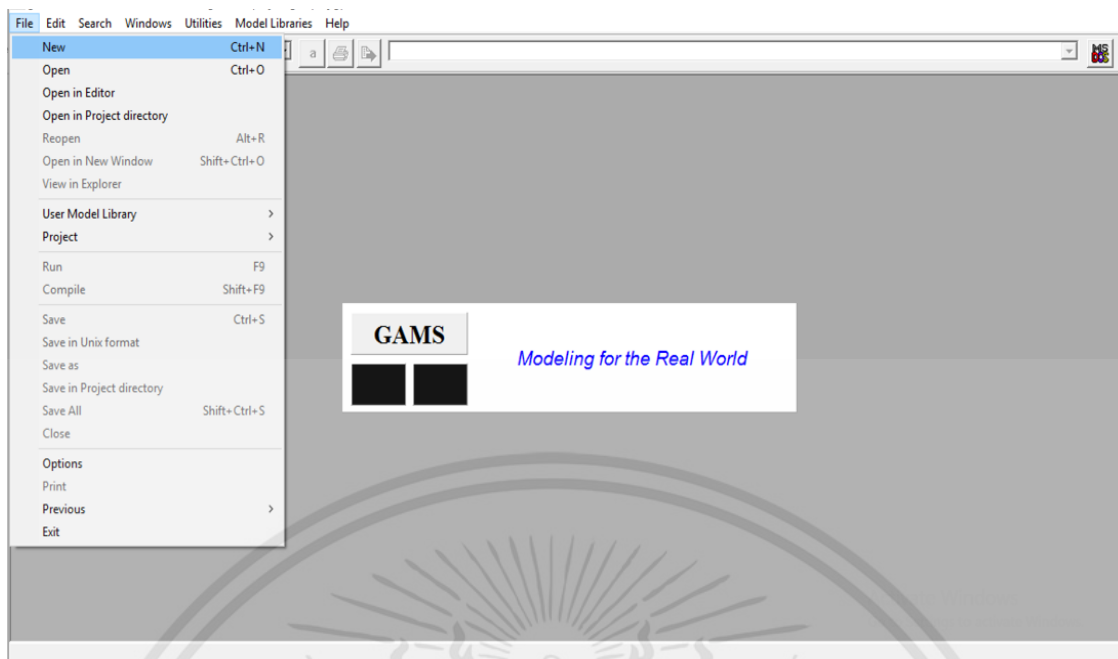 File Edit Search Windows Utilities Model Libraries Help
New Ctrl+N
Open Ctrl+O
Open in Editor
Open in Project directory
Reopen Alt+R
Open in New Window Shift+Ctrl+O
View in Explorer
User Model Library >
Project >
Run F9
Compile Shift+F9
Save Ctrl+S
Save in Unix format
Save as
Save in Project directory
Save All Shift+Ctrl+S
Close
Options
Print
Previous >
Exit
a
MS
DOS
GAMS
Modeling for the Real World